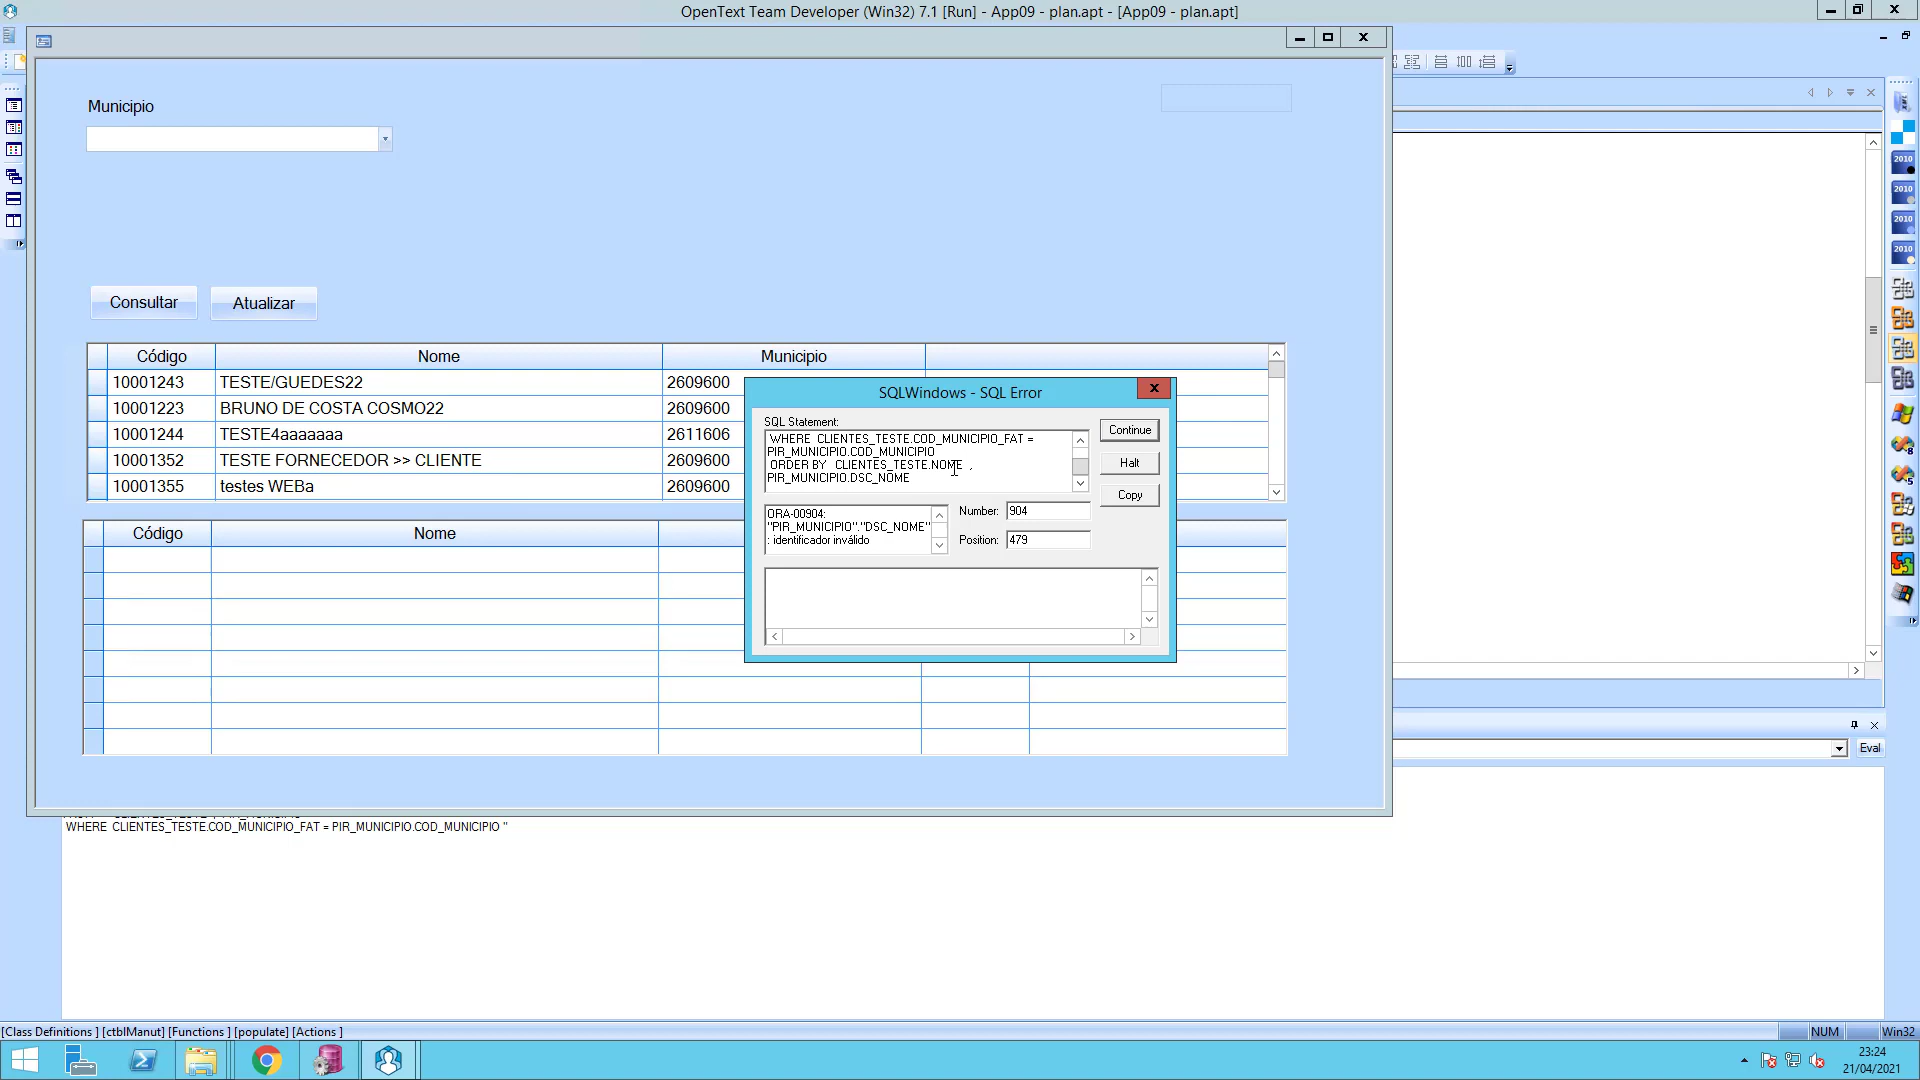 OpenText Team Developer (Win32) 7.1 [Run] - App09 - plan.apt - [App09 - plan.apt]
Municipio
Consultar
Atualizar
Código Nome Municipio
10001243 TESTE/GUEDES22 2609600
10001223 BRUNO DE COSTA COSMO22 2609600
10001244 TESTE4aaaaaaa 2611606
10001352 TESTE FORNECEDOR >> CLIENTE 2609600
10001355 testes WEBa 2609600
Código Nome
SQLWindows - SQL Error
SQL Statement:
WHERE CLIENTES_TESTE.COD_MUNICIPIO_FAT =
PIR_MUNICIPIO.COD_MUNICIPIO
ORDER BY CLIENTES_TESTE.NOME ,
PIR_MUNICIPIO.DSC_NOME
Continue
Halt
Copy
ORA-00904:
"PIR_MUNICIPIO"."DSC_NOME"
: identificador inválido
Number: 904
Position: 479
2010
2010
2010
2010
Eval
WHERE CLIENTES_TESTE.COD_MUNICIPIO_FAT = PIR_MUNICIPIO.COD_MUNICIPIO "
[Class Definitions ] [ctblManut] [Functions ] [populate] [Actions ]
NUM
Win32
23:24
21/04/2021